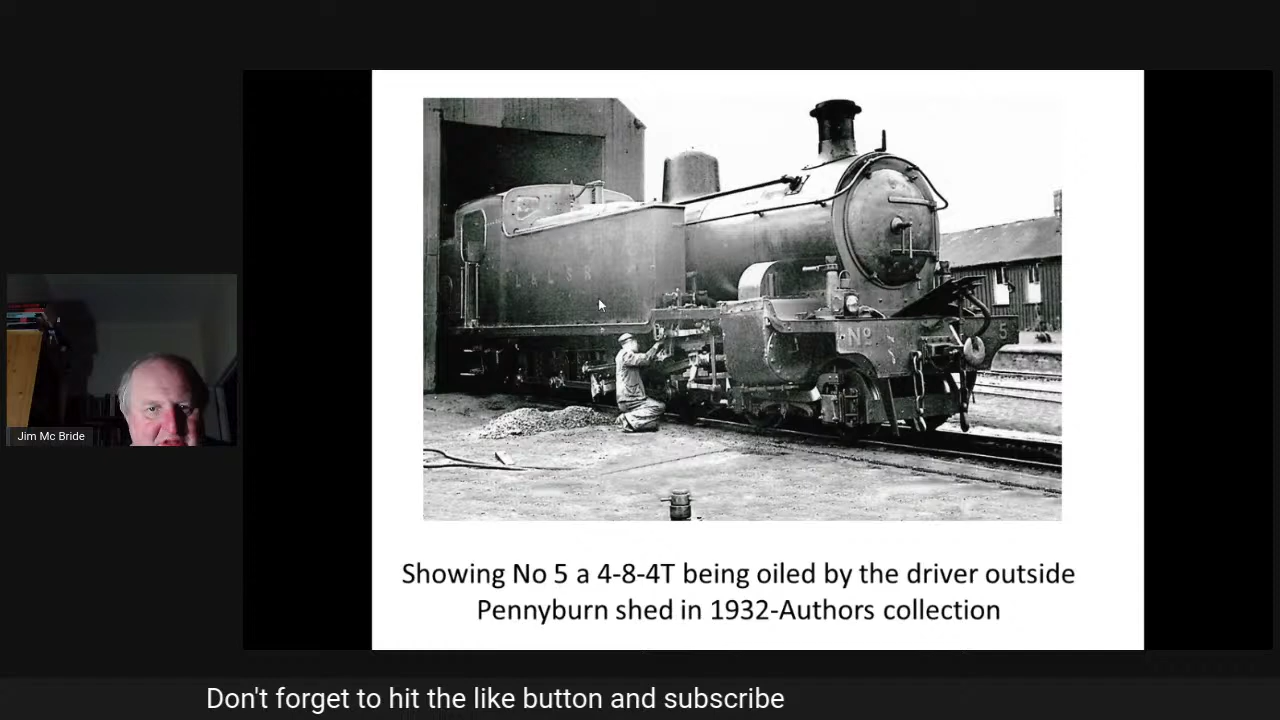 L & L S R
Nº
5
Jim Mc Bride
Showing No 5 a 4-8-4T being oiled by the driver outside
Pennyburn shed in 1932-Authors collection
Don't forget to hit the like button and subscribe